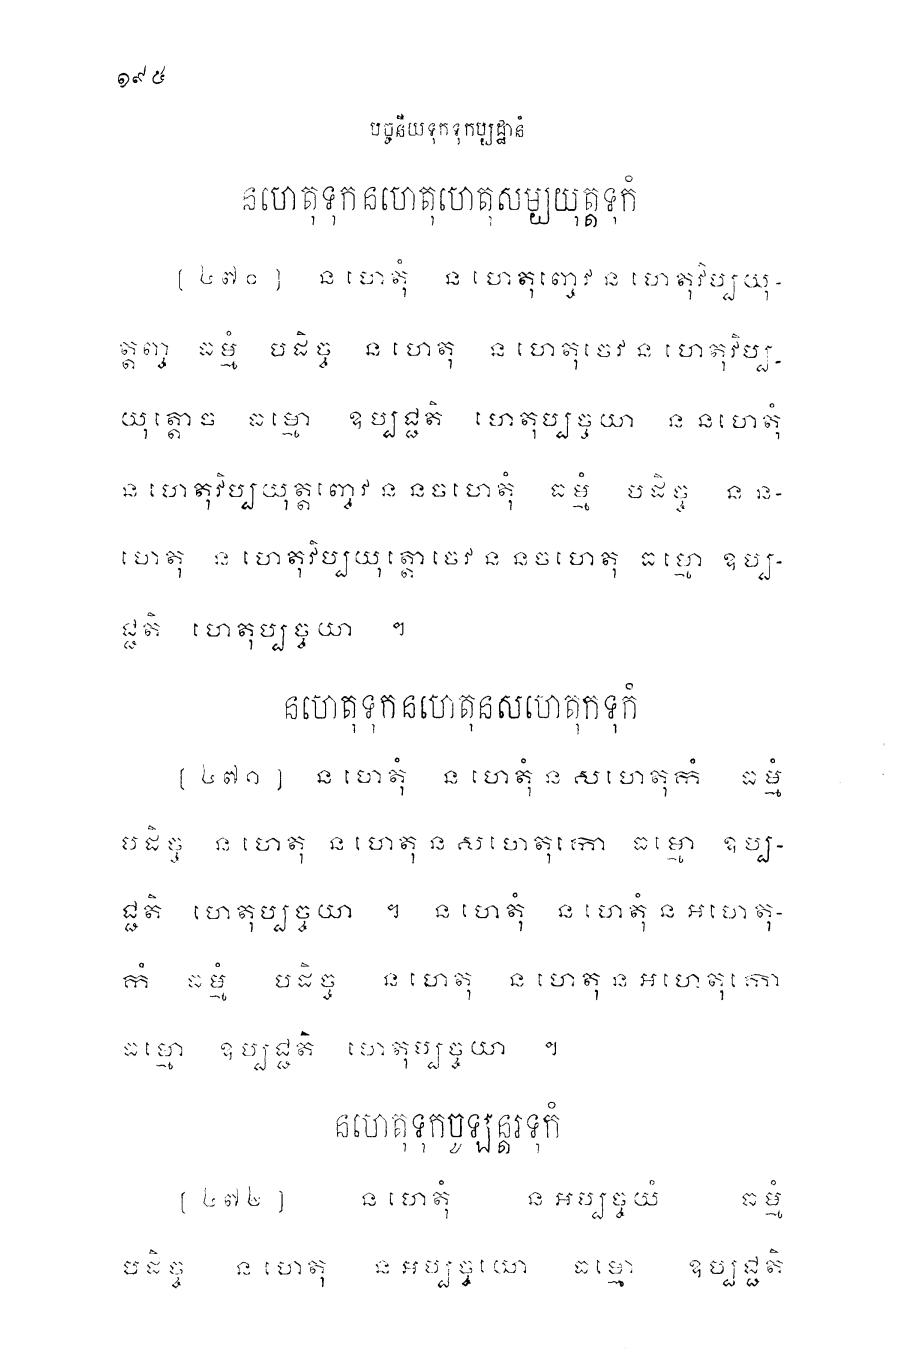 ១៩៥
បច្ចនីយទុកទុកប្បដ្ឋានំ
នហេតុទុកនហេតុហេតុសម្បយុត្តទុកំ
[៤៧០] ន ហេតុំ ន ហេតុញ្ចេវ ន ហេតុវិប្បយុ-
ត្តញ្ច ធម្មំ បដិច្ច ន ហេតុ ន ហេតុចេវ ន ហេតុវិប្ប-
យុត្តោ ច ធម្មោ ឧប្បជ្ជតិ ហេតុប្បច្ចយា ន នហេតុំ
ន ហេតុវិប្បយុត្តញ្ចេវ ន នចហេតុំ ធម្មំ បដិច្ច ន ន-
ហេតុ ន ហេតុវិប្បយុត្តោចេវ ន នចហេតុ ធម្មោ ឧប្ប-
ជ្ជតិ ហេតុប្បច្ចយា ។
នហេតុទុកនហេតុនសហេតុកទុកំ
[៤៧១] ន ហេតុំ ន ហេតុំ ន សហេតុកំ ធម្មំ
បដិច្ច ន ហេតុ ន ហេតុ ន សហេតុកោ ធម្មោ ឧប្ប-
ជ្ជតិ ហេតុប្បច្ចយា ។ ន ហេតុំ ន ហេតុំ ន អហេតុ-
កំ ធម្មំ បដិច្ច ន ហេតុ ន ហេតុ ន អហេតុកោ
ធម្មោ ឧប្បជ្ជតិ ហេតុប្បច្ចយា ។
នហេតុទុកចូឡន្តរទុកំ
[៤៧២] ន ហេតុំ ន អប្បច្ចយំ ធម្មំ
បដិច្ច ន ហេតុ ន អប្បច្ចយោ ធម្មោ ឧប្បជ្ជតិ